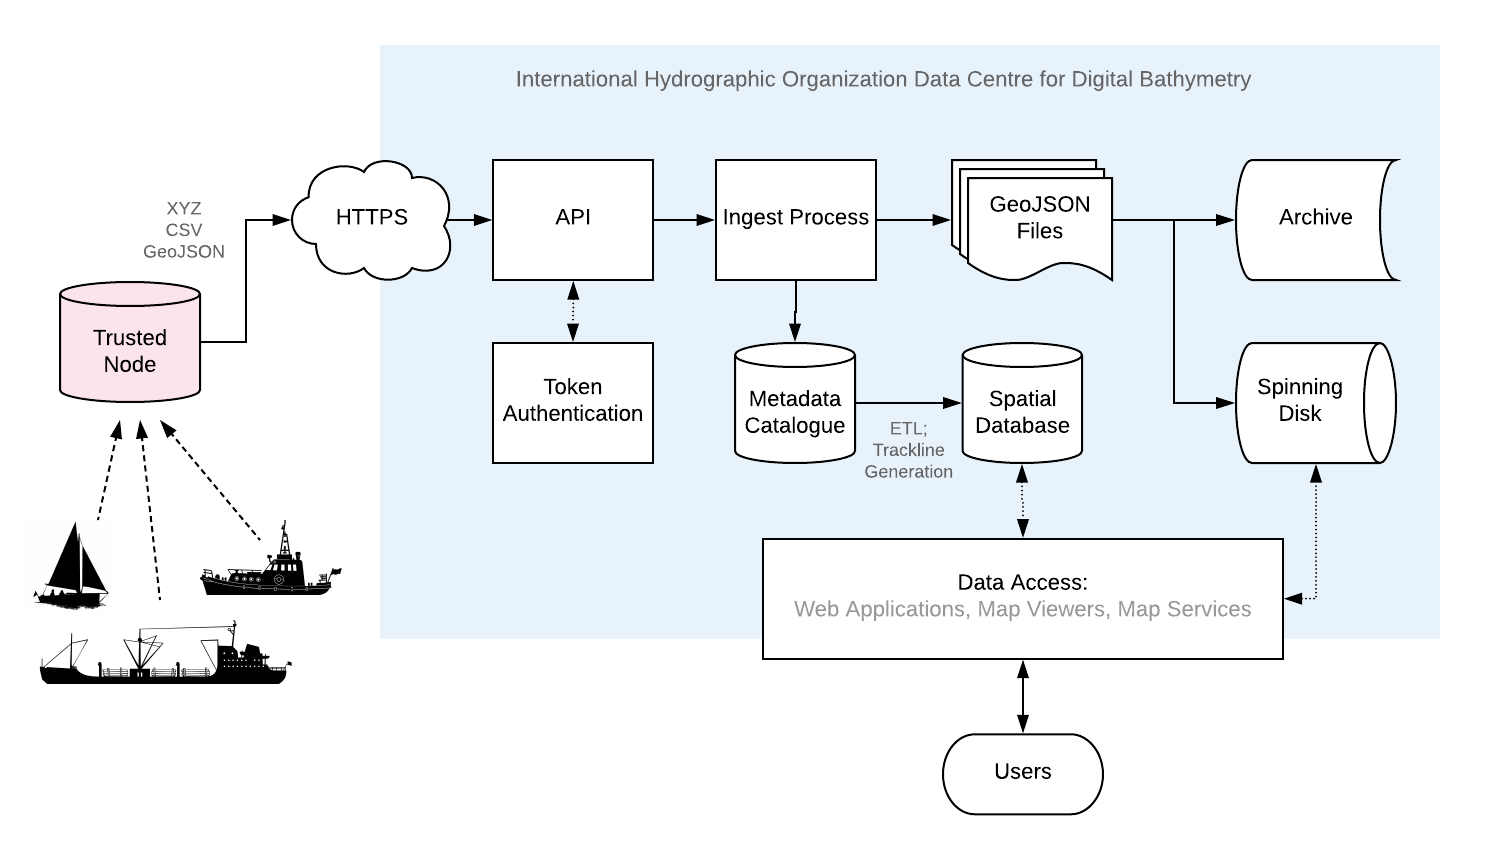 International Hydrographic Organization Data Centre for Digital Bathymetry
XYZ
CSV
GeoJSON
HTTPS
API
Ingest Process
GeoJSON
Files
Archive
Trusted
Node
Token
Authentication
Metadata
Catalogue
ETL;
Trackline
Generation
Spatial
Database
Spinning
Disk
Data Access:
Web Applications, Map Viewers, Map Services
Users